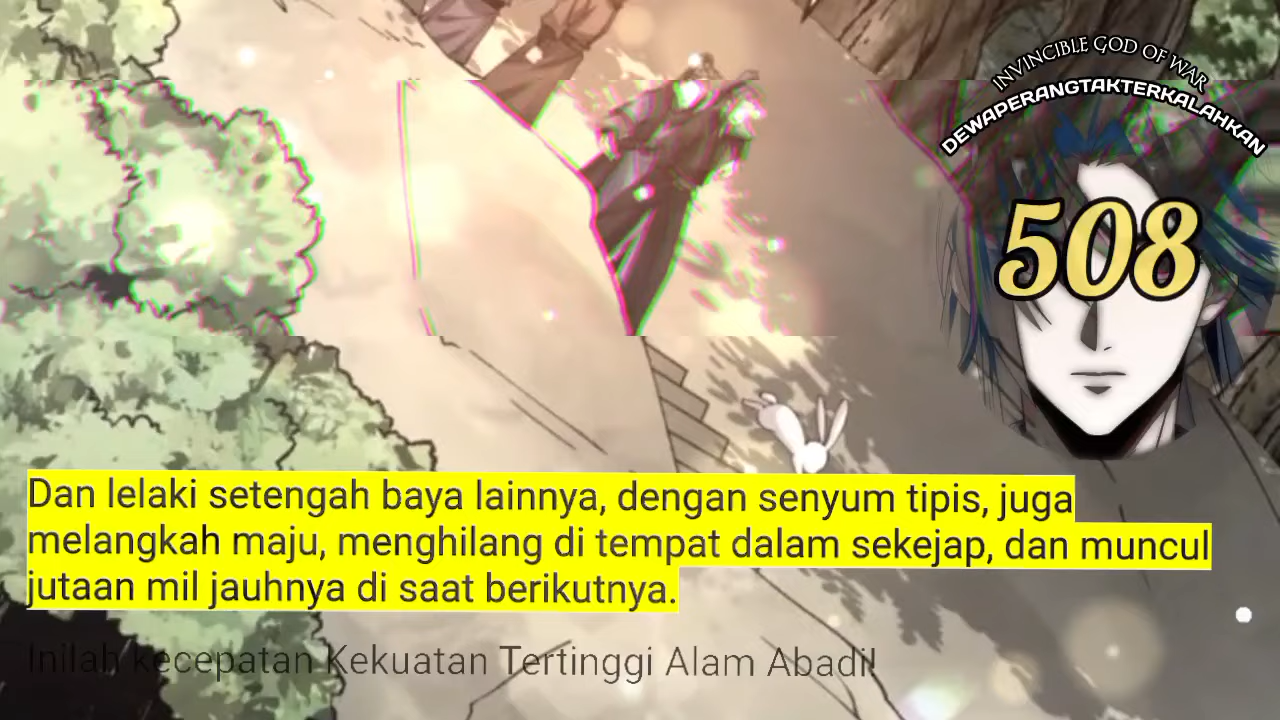 INVINCIBLE GOD OF WAR
DEWAPERANGTAKTERKALAHKAN
508
Dan lelaki setengah baya lainnya, dengan senyum tipis, juga
melangkah maju, menghilang di tempat dalam sekejap, dan muncul
jutaan mil jauhnya di saat berikutnya.
Inilah kecepatan Kekuatan Tertinggi Alam Abadi!